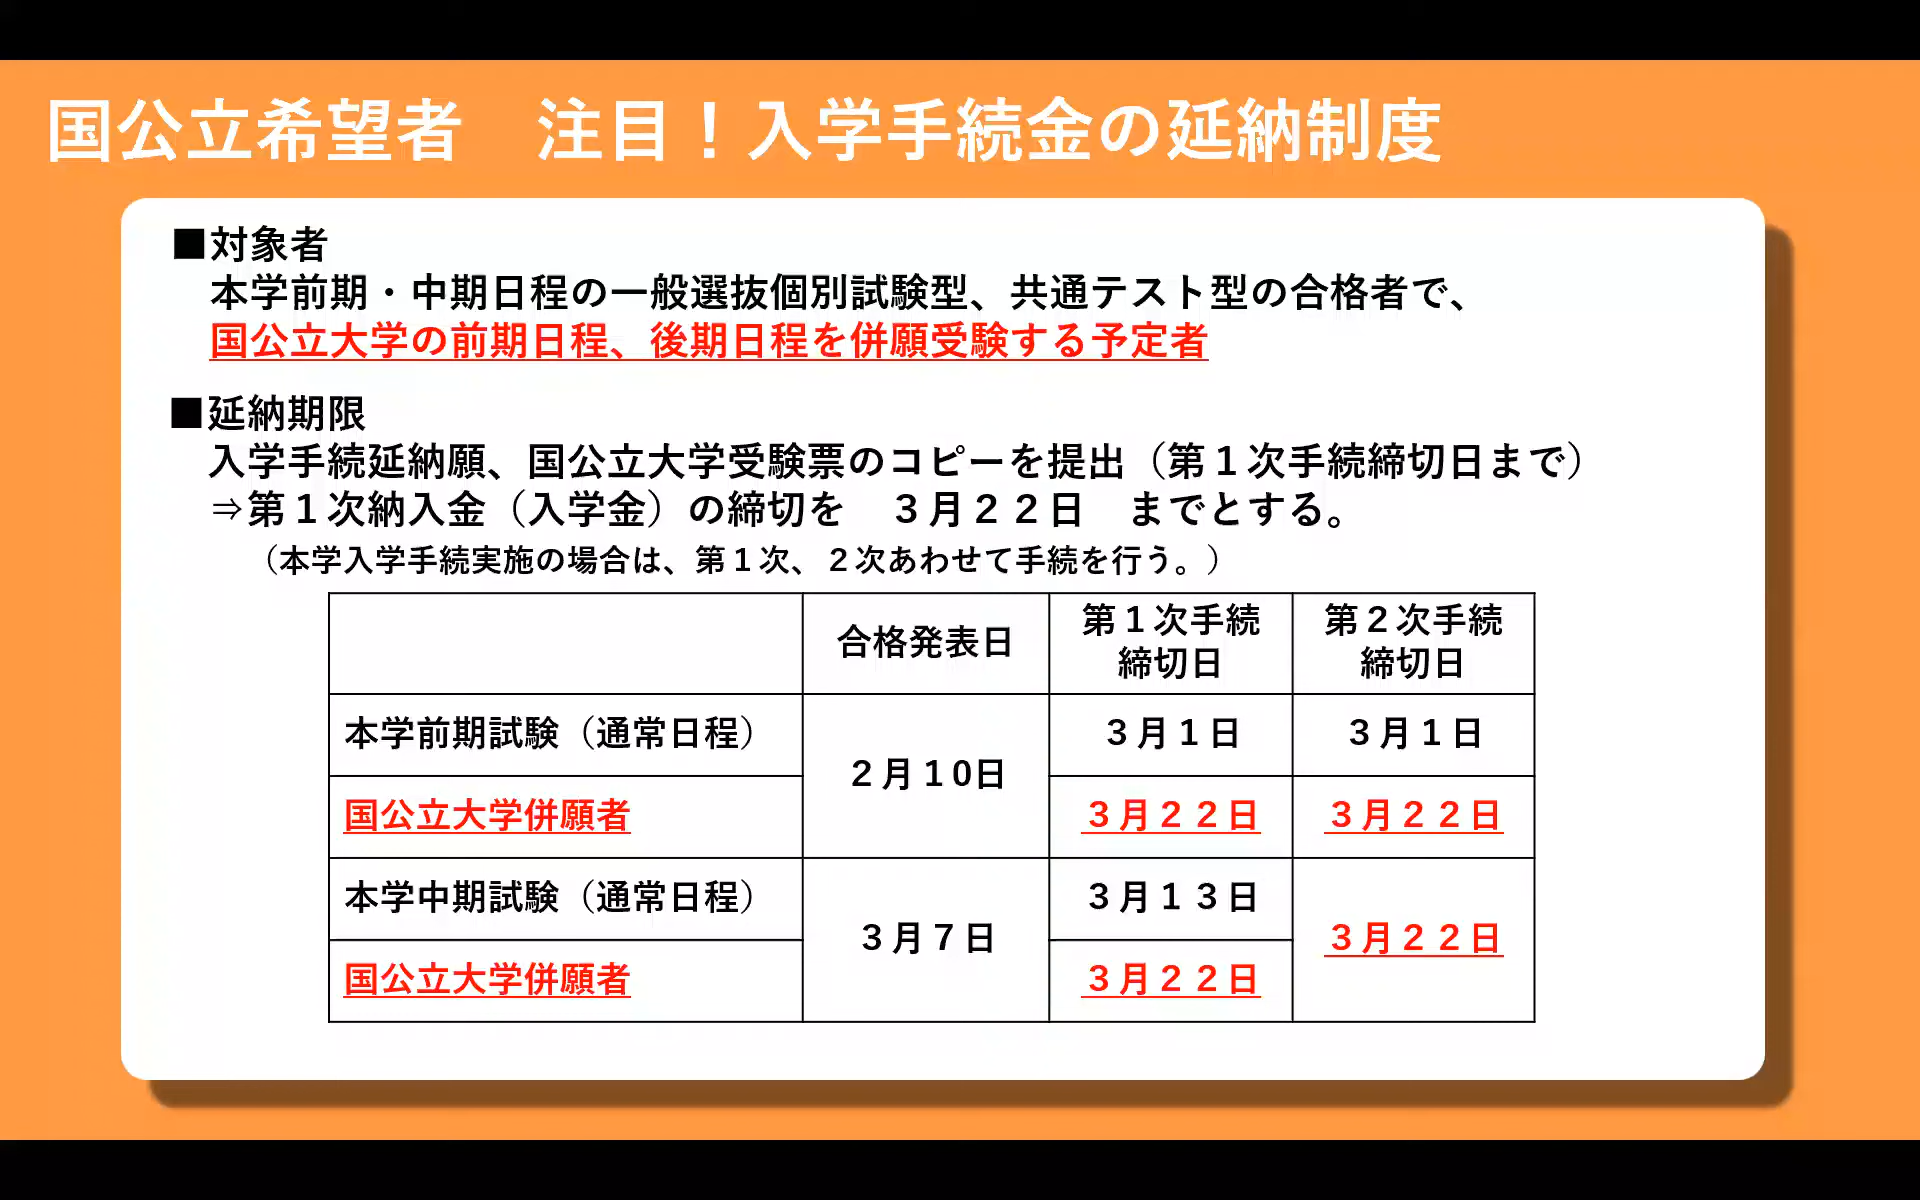 国公立希望者　注目！入学手続金の延納制度
■対象者
本学前期・中期日程の一般選抜個別試験型、共通テスト型の合格者で、
国公立大学の前期日程、後期日程を併願受験する予定者
■延納期限
入学手続延納願、国公立大学受験票のコピーを提出（第１次手続締切日まで）
⇒第１次納入金（入学金）の締切を　３月２２日　までとする。
（本学入学手続実施の場合は、第１次、２次あわせて手続を行う。）
合格発表日
第１次手続
締切日
第２次手続
締切日
本学前期試験（通常日程）
２月１０日
３月１日
３月１日
国公立大学併願者
３月２２日
３月２２日
本学中期試験（通常日程）
３月７日
３月１３日
３月２２日
国公立大学併願者
３月２２日